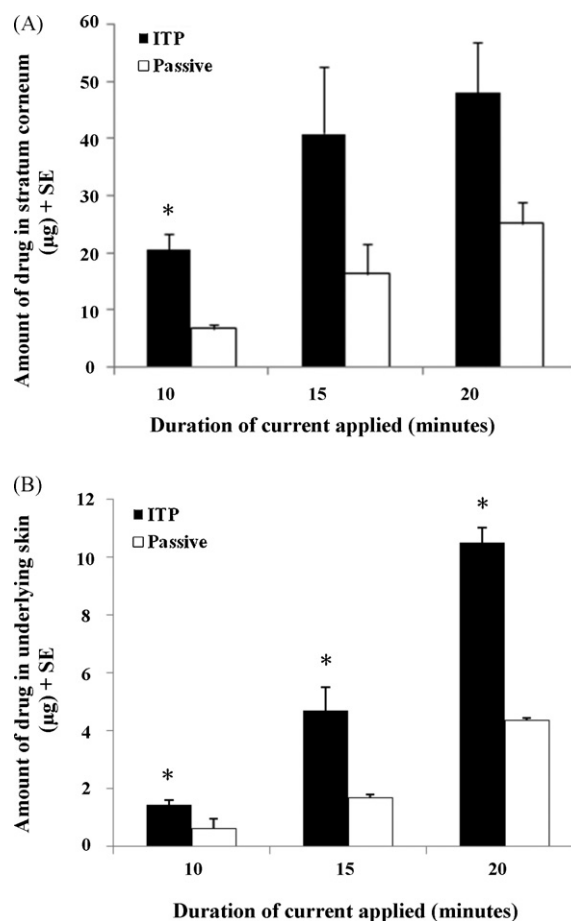 (A)
60
50
40
30
20
10
0
ITP
Passive
*
10
15
20
Amount of drug in stratum corneum
(µg) + SE
Duration of current applied (minutes)
(B)
12
10
8
6
4
2
0
ITP
Passive
*
*
*
10
15
20
Amount of drug in underlying skin
(µg) + SE
Duration of current applied (minutes)